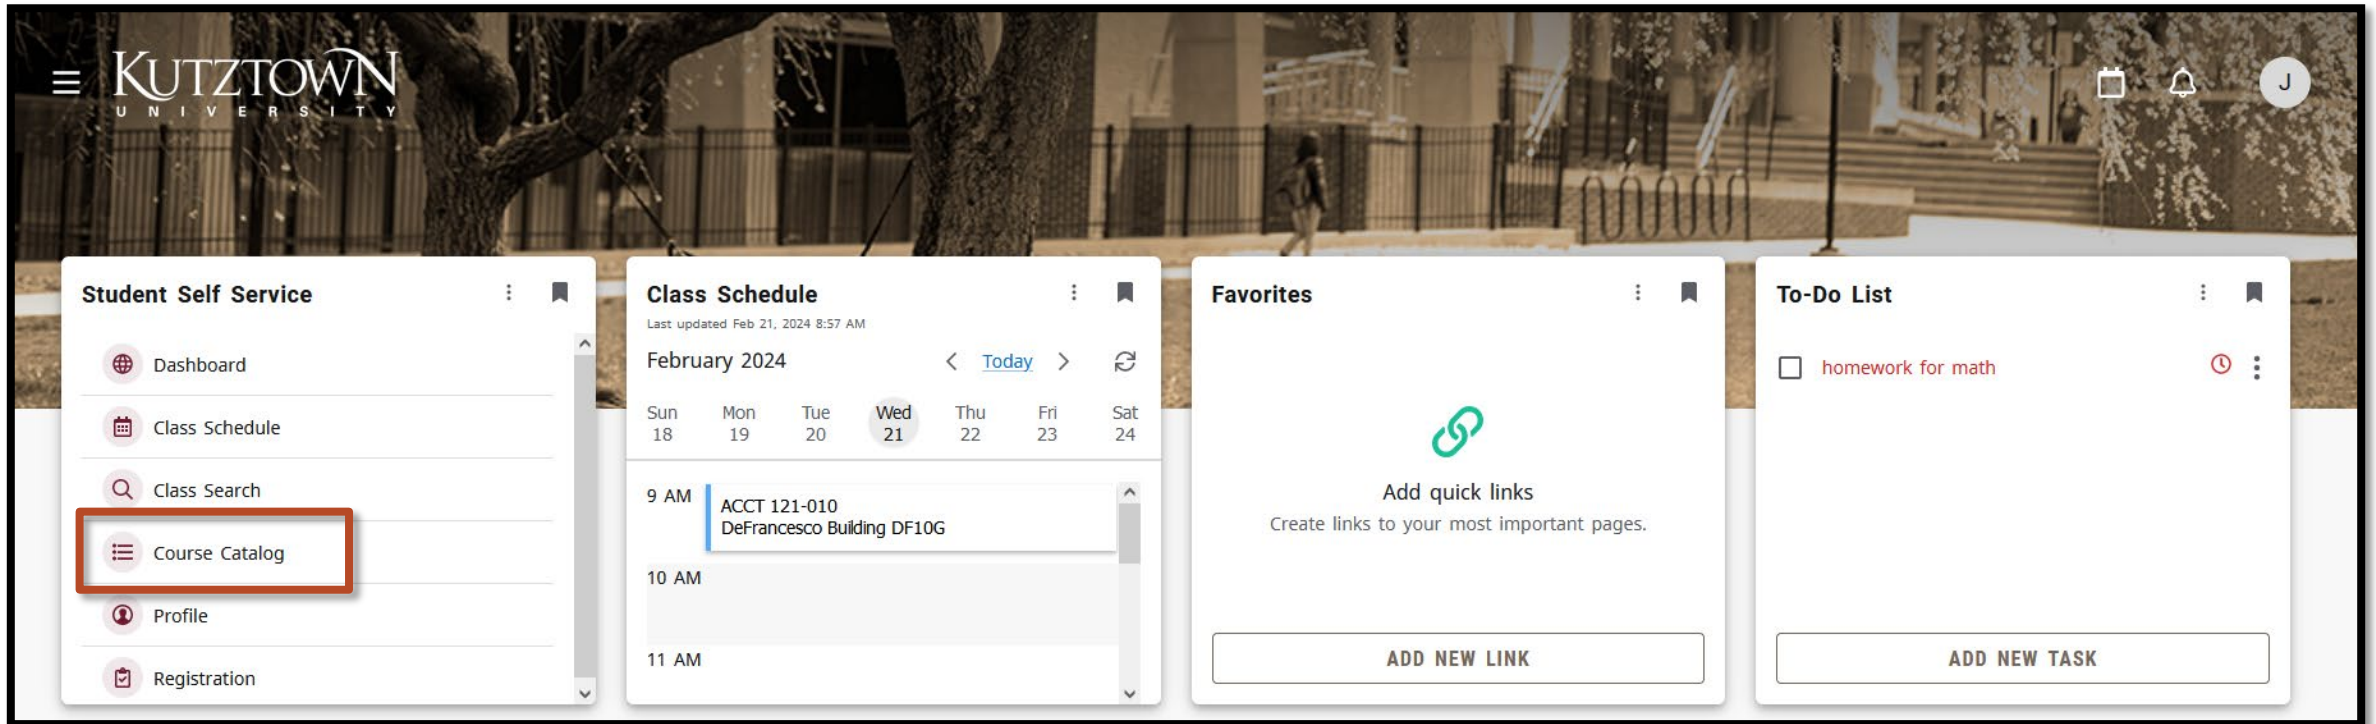 KUTZTOWN
UNIVERSITY
J
Student Self Service
Dashboard
Class Schedule
Class Search
Course Catalog
Profile
Registration
Class Schedule
Last updated Feb 21, 2024 8:57 AM
February 2024
Today
Sun Mon Tue Wed Thu Fri Sat
18 19 20 21 22 23 24
9 AM
ACCT 121-010
DeFrancesco Building DF10G
10 AM
11 AM
Favorites
Add quick links
Create links to your most important pages.
ADD NEW LINK
To-Do List
homework for math
ADD NEW TASK